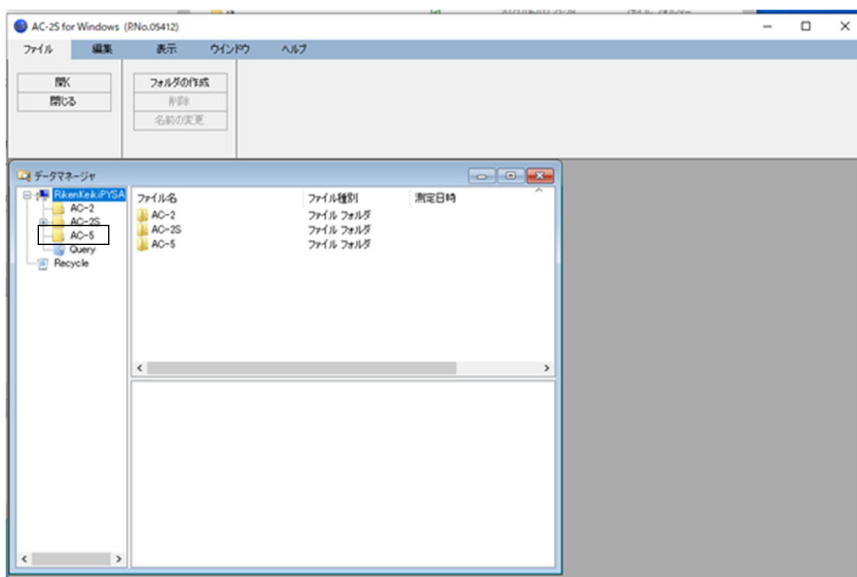 AC-2S for Windows (P.No.05412)
ファイル 編集 表示 ウインドウ ヘルプ
開く
閉じる
フォルダの作成
削除
名前の変更
データマネージャ
RikenKeikiPYSA
AC-2
AC-2S
AC-5
Query
Recycle
ファイル名 ファイル種別 測定日時
AC-2 ファイル フォルダ
AC-2S ファイル フォルダ
AC-5 ファイル フォルダ